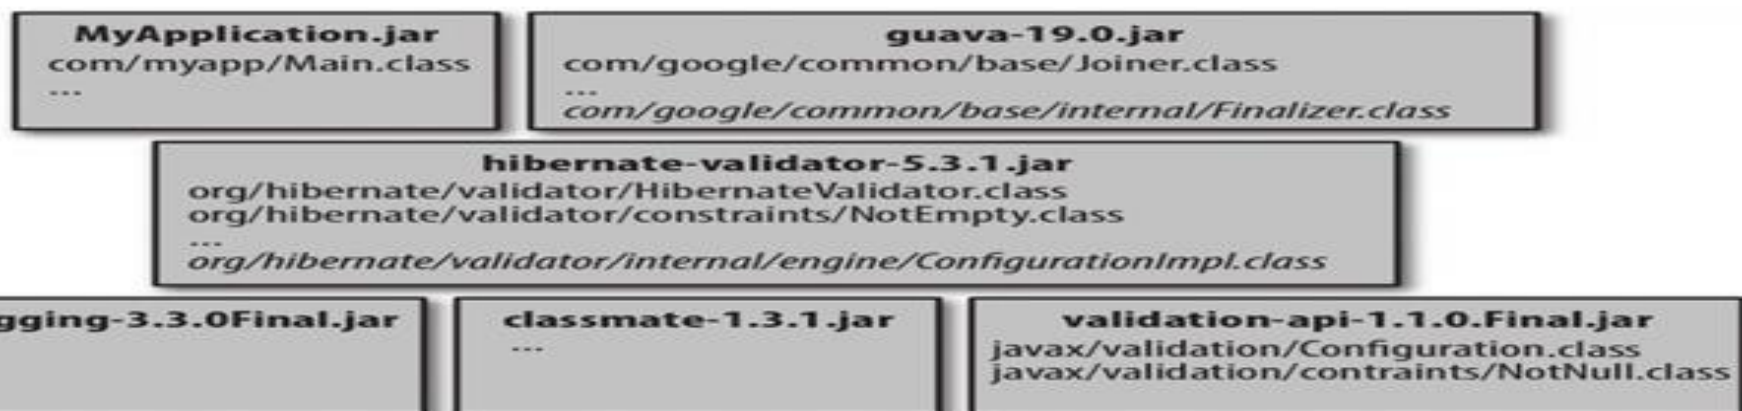 MyApplication.jar
com/myapp/Main.class
...
guava-19.0.jar
com/google/common/base/Joiner.class
...
com/google/common/base/internal/Finalizer.class
hibernate-validator-5.3.1.jar
org/hibernate/validator/HibernateValidator.class
org/hibernate/validator/constraints/NotEmpty.class
...
org/hibernate/validator/internal/engine/ConfigurationImpl.class
gging-3.3.0Final.jar
classmate-1.3.1.jar
...
validation-api-1.1.0.Final.jar
javax/validation/Configuration.class
javax/validation/contraints/NotNull.class